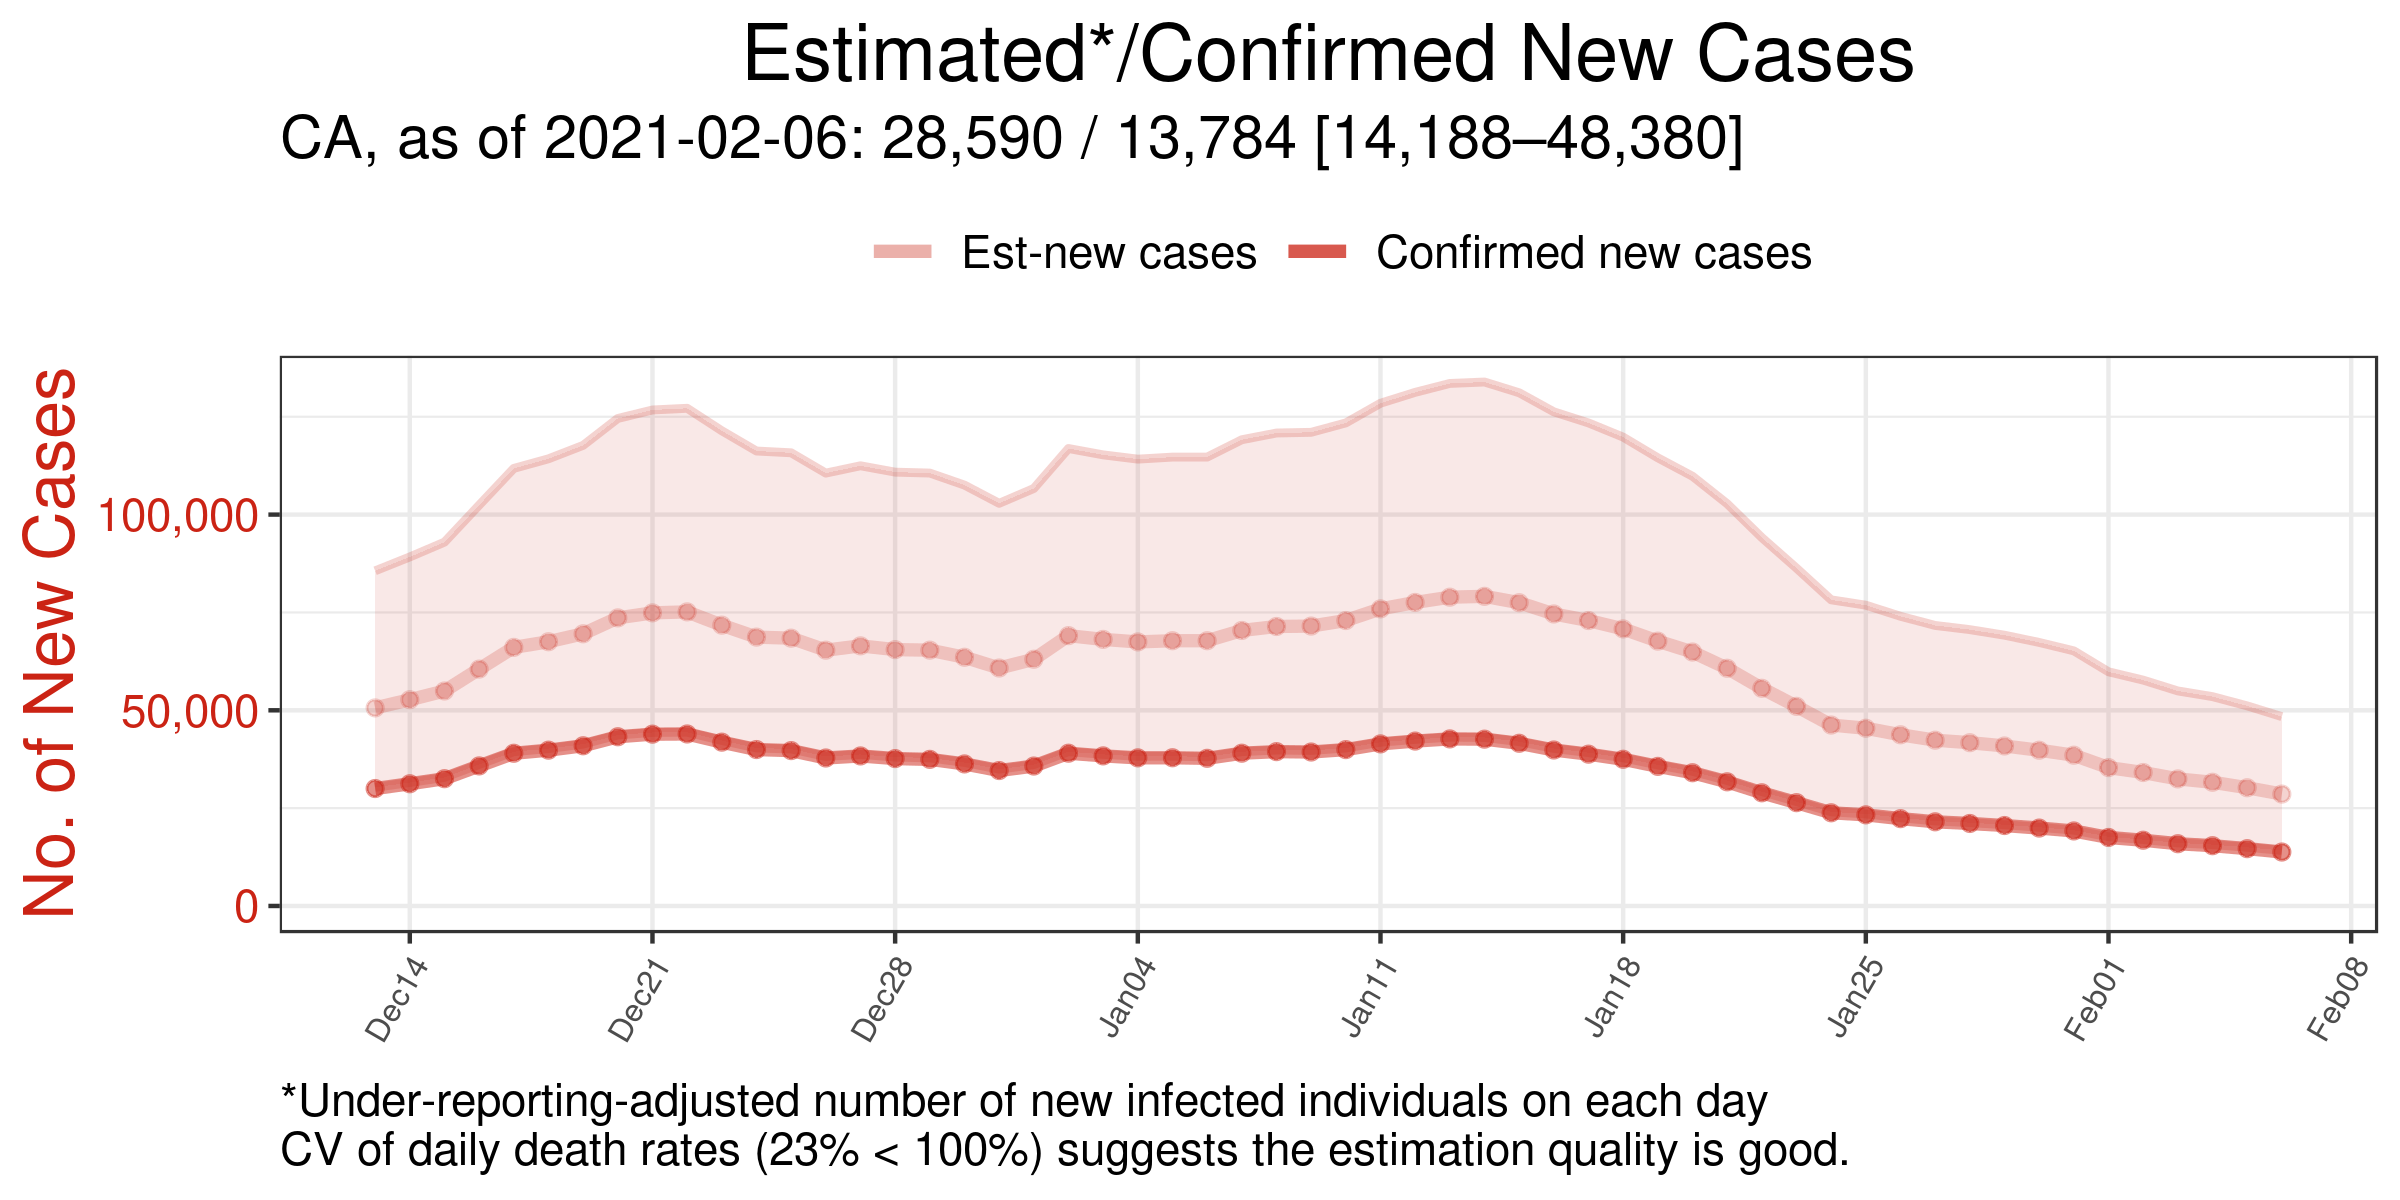 Estimated*/Confirmed New Cases
CA, as of 2021-02-06: 28,590 / 13,784 [14,188–48,380]
Est-new cases
Confirmed new cases
No. of New Cases
100,000
50,000
0
Dec14
Dec21
Dec28
Jan04
Jan11
Jan18
Jan25
Feb01
Feb08
*Under-reporting-adjusted number of new infected individuals on each day
CV of daily death rates (23% < 100%) suggests the estimation quality is good.